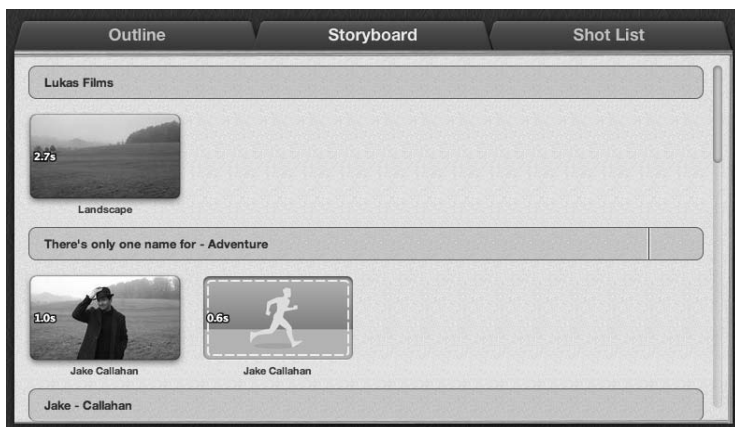 Outline
Storyboard
Shot List
Lukas Films
2.7s
Landscape
There's only one name for - Adventure
1.0s
0.6s
Jake Callahan
Jake Callahan
Jake - Callahan